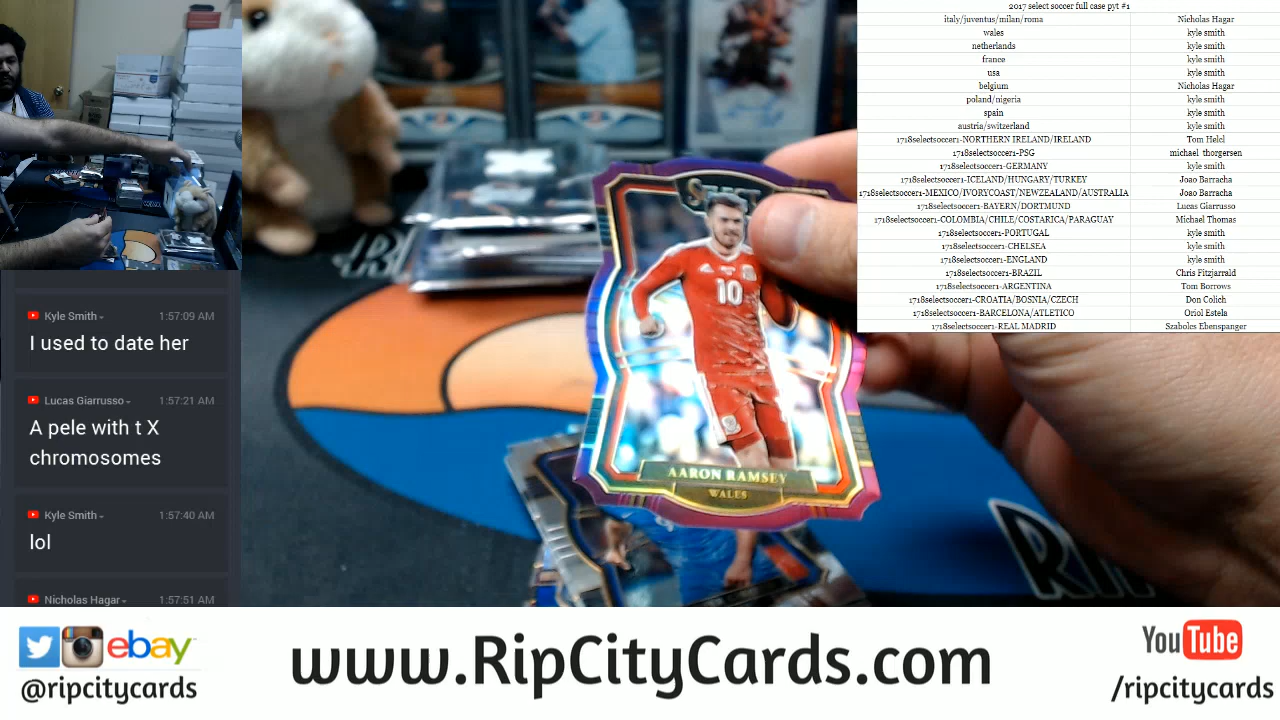 2017 select soccer full case pyt #1
italy/juventus/milan/roma Nicholas Hagar
wales kyle smith
netherlands kyle smith
france kyle smith
usa kyle smith
belgium Nicholas Hagar
poland/nigeria kyle smith
spain kyle smith
austria/switzerland kyle smith
1718selectsoccer1-NORTHERN IRELAND/IRELAND Tom Helel
1718selectsoccer1-PSG michael thorgersen
1718selectsoccer1-GERMANY kyle smith
1718selectsoccer1-ICELAND/HUNGARY/TURKEY Joao Barracha
1718selectsoccer1-MEXICO/IVORYCOAST/NEWZEALAND/AUSTRALIA Joao Barracha
1718selectsoccer1-BAYERN/DORTMUND Lucas Giarrusso
1718selectsoccer1-COLOMBIA/CHILE/COSTARICA/PARAGUAY Michael Thomas
1718selectsoccer1-PORTUGAL kyle smith
1718selectsoccer1-CHELSEA kyle smith
1718selectsoccer1-ENGLAND kyle smith
1718selectsoccer1-BRAZIL Chris Fitzjarrald
1718selectsoccer1-ARGENTINA Tom Borrows
1718selectsoccer1-CROATIA/BOSNIA/CZECH Don Colich
1718selectsoccer1-BARCELONA/ATLETICO Oriol Estela
1718selectsoccer1-REAL MADRID Szabolcs Ebenspanger
SELECT
10
AARON RAMSEY
WALES
Kyle Smith 1:57:09 AM
I used to date her
Lucas Giarrusso 1:57:21 AM
A pele with t X
chromosomes
Kyle Smith 1:57:40 AM
lol
Nicholas Hagar 1:57:51 AM
ebay
@ripcitycards
www.RipCityCards.com
YouTube
/ripcitycards